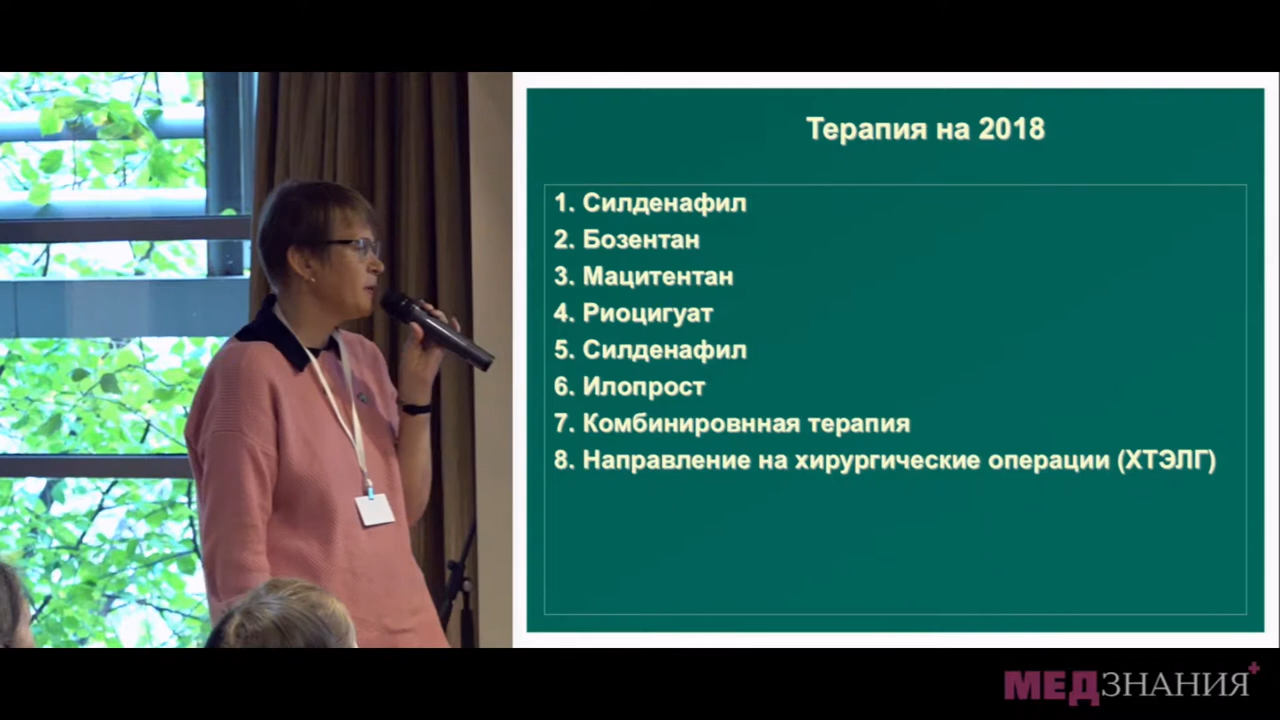 Терапия на 2018
1. Силденафил
2. Бозентан
3. Мацитентан
4. Риоцигуат
5. Силденафил
6. Илопрост
7. Комбинировнная терапия
8. Направление на хирургические операции (ХТЭЛГ)
МЕДЗНАНИЯ+